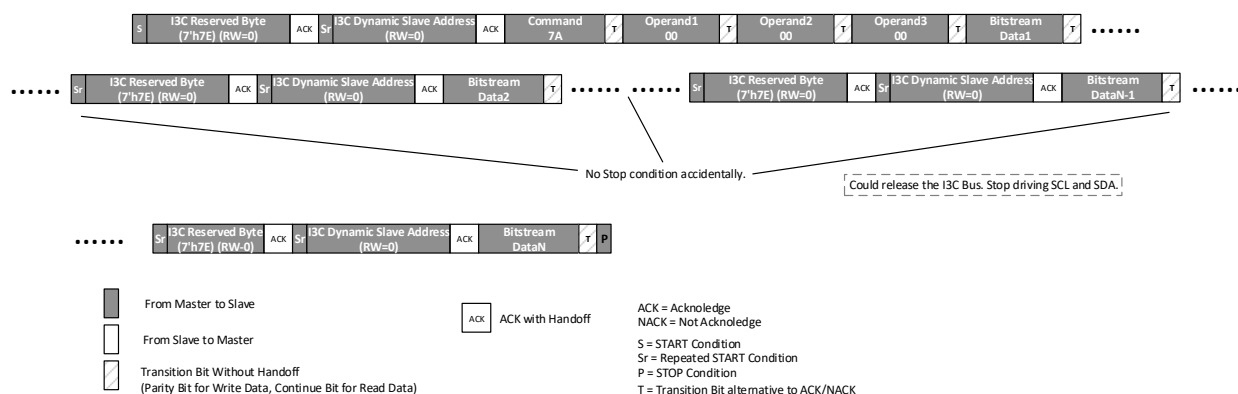 S I3C Reserved Byte (7'h7E) (RW=0) ACK Sr I3C Dynamic Slave Address (RW=0) ACK Command 7A T Operand1 00 T Operand2 00 T Operand3 00 T Bitstream Data1 T ......
...... Sr I3C Reserved Byte (7'h7E) (RW=0) ACK Sr I3C Dynamic Slave Address (RW=0) ACK Bitstream Data2 T ...... ...... Sr I3C Reserved Byte (7'h7E) (RW=0) ACK Sr I3C Dynamic Slave Address (RW=0) ACK Bitstream DataN-1 T ......
No Stop condition accidentally.
Could release the I3C Bus. Stop driving SCL and SDA.
...... Sr I3C Reserved Byte (7'h7E) (RW-0) ACK Sr I3C Dynamic Slave Address (RW=0) ACK Bitstream DataN T P
From Master to Slave
From Slave to Master
Transition Bit Without Handoff
(Parity Bit for Write Data, Continue Bit for Read Data)
ACK ACK with Handoff
ACK = Acknoledge
NACK = Not Acknoledge
S = START Condition
Sr = Repeated START Condition
P = STOP Condition
T = Transition Bit alternative to ACK/NACK